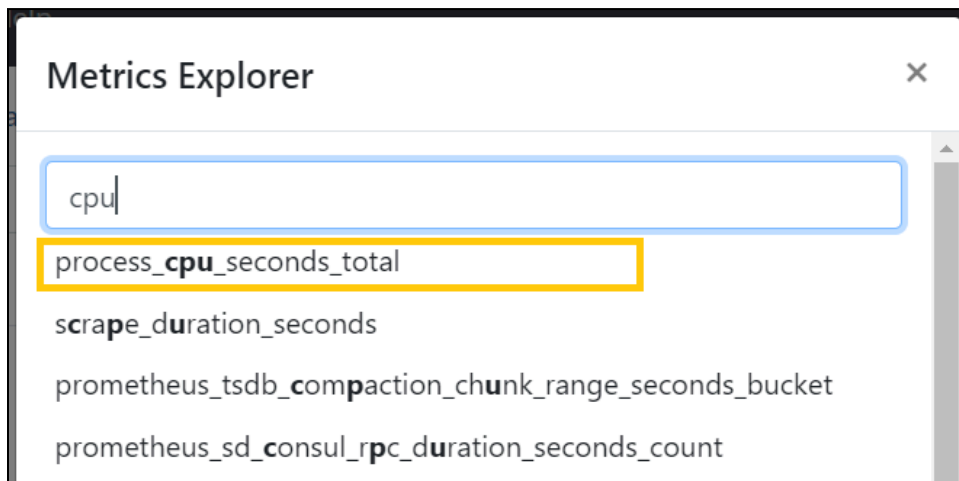 Metrics Explorer
×
cpu
process_cpu_seconds_total
scrape_duration_seconds
prometheus_tsdb_compaction_chunk_range_seconds_bucket
prometheus_sd_consul_rpc_duration_seconds_count